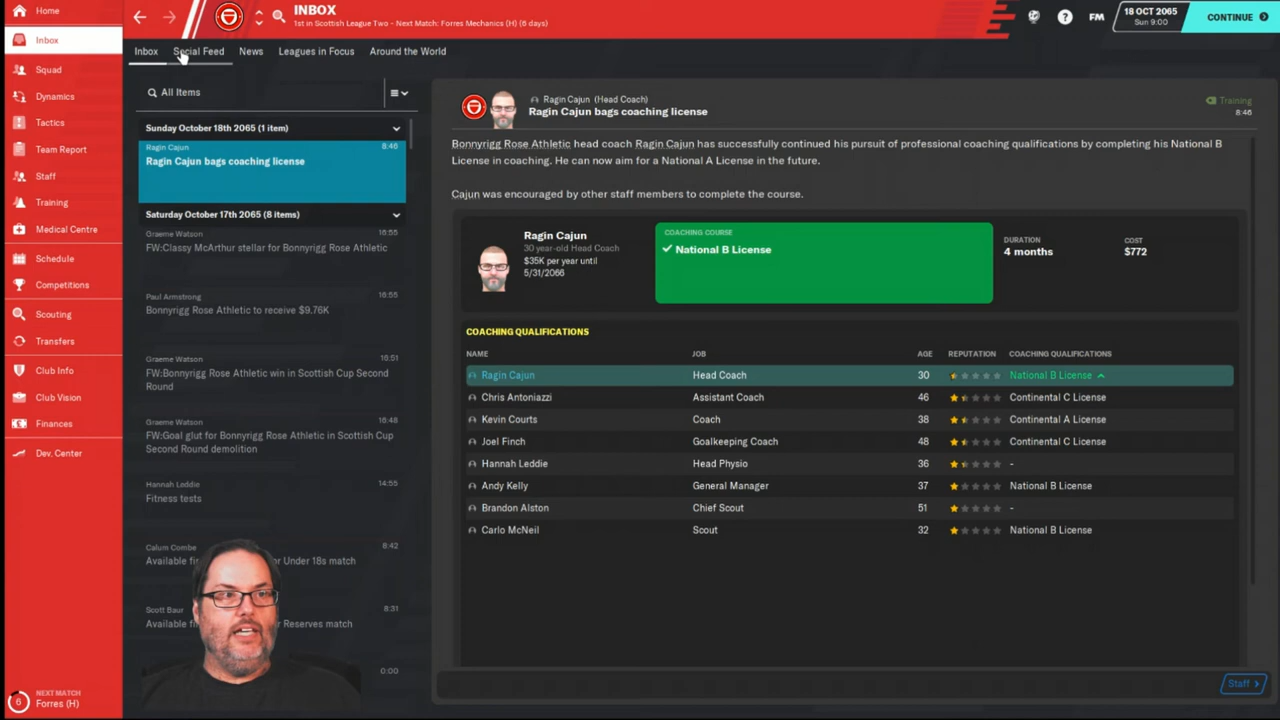 Home
Inbox
Squad
Dynamics
Tactics
Team Report
Staff
Training
Medical Centre
Schedule
Competitions
Scouting
Transfers
Club Info
Club Vision
Finances
Dev. Center
6
NEXT MATCH
Forres (H)
INBOX
1st in Scottish League Two - Next Match: Forres Mechanics (H) (6 days)
?
FM
18 OCT 2065
Sun 9:00
CONTINUE
Inbox
Social Feed
News
Leagues in Focus
Around the World
All Items
Sunday October 18th 2065 (1 item)
Ragin Cajun 8:46
Ragin Cajun bags coaching license
Saturday October 17th 2065 (8 items)
Graeme Watson 16:55
FW:Classy McArthur stellar for Bonnyrigg Rose Athletic
Paul Armstrong 16:55
Bonnyrigg Rose Athletic to receive $9.76K
Graeme Watson 16:51
FW:Bonnyrigg Rose Athletic win in Scottish Cup Second
Round
Graeme Watson 16:48
FW:Goal glut for Bonnyrigg Rose Athletic in Scottish Cup
Second Round demolition
Hannah Leddie 14:55
Fitness tests
Calum Combe 8:42
Available f or Under 18s match
Scott Baur 8:31
Available fi r Reserves match
0:00
Ragin Cajun (Head Coach)
Ragin Cajun bags coaching license
Training
8:46
Bonnyrigg Rose Athletic head coach Ragin Cajun has successfully continued his pursuit of professional coaching qualifications by completing his National B
License in coaching. He can now aim for a National A License in the future.
Cajun was encouraged by other staff members to complete the course.
Ragin Cajun
30 year-old Head Coach
$35K per year until
5/31/2066
COACHING COURSE
National B License
DURATION
4 months
COST
$772
COACHING QUALIFICATIONS
NAME JOB AGE REPUTATION COACHING QUALIFICATIONS
Ragin Cajun Head Coach 30 National B License
Chris Antoniazzi Assistant Coach 46 Continental C License
Kevin Courts Coach 38 Continental A License
Joel Finch Goalkeeping Coach 48 Continental C License
Hannah Leddie Head Physio 36 -
Andy Kelly General Manager 37 National B License
Brandon Alston Chief Scout 51 -
Carlo McNeil Scout 32 National B License
Staff